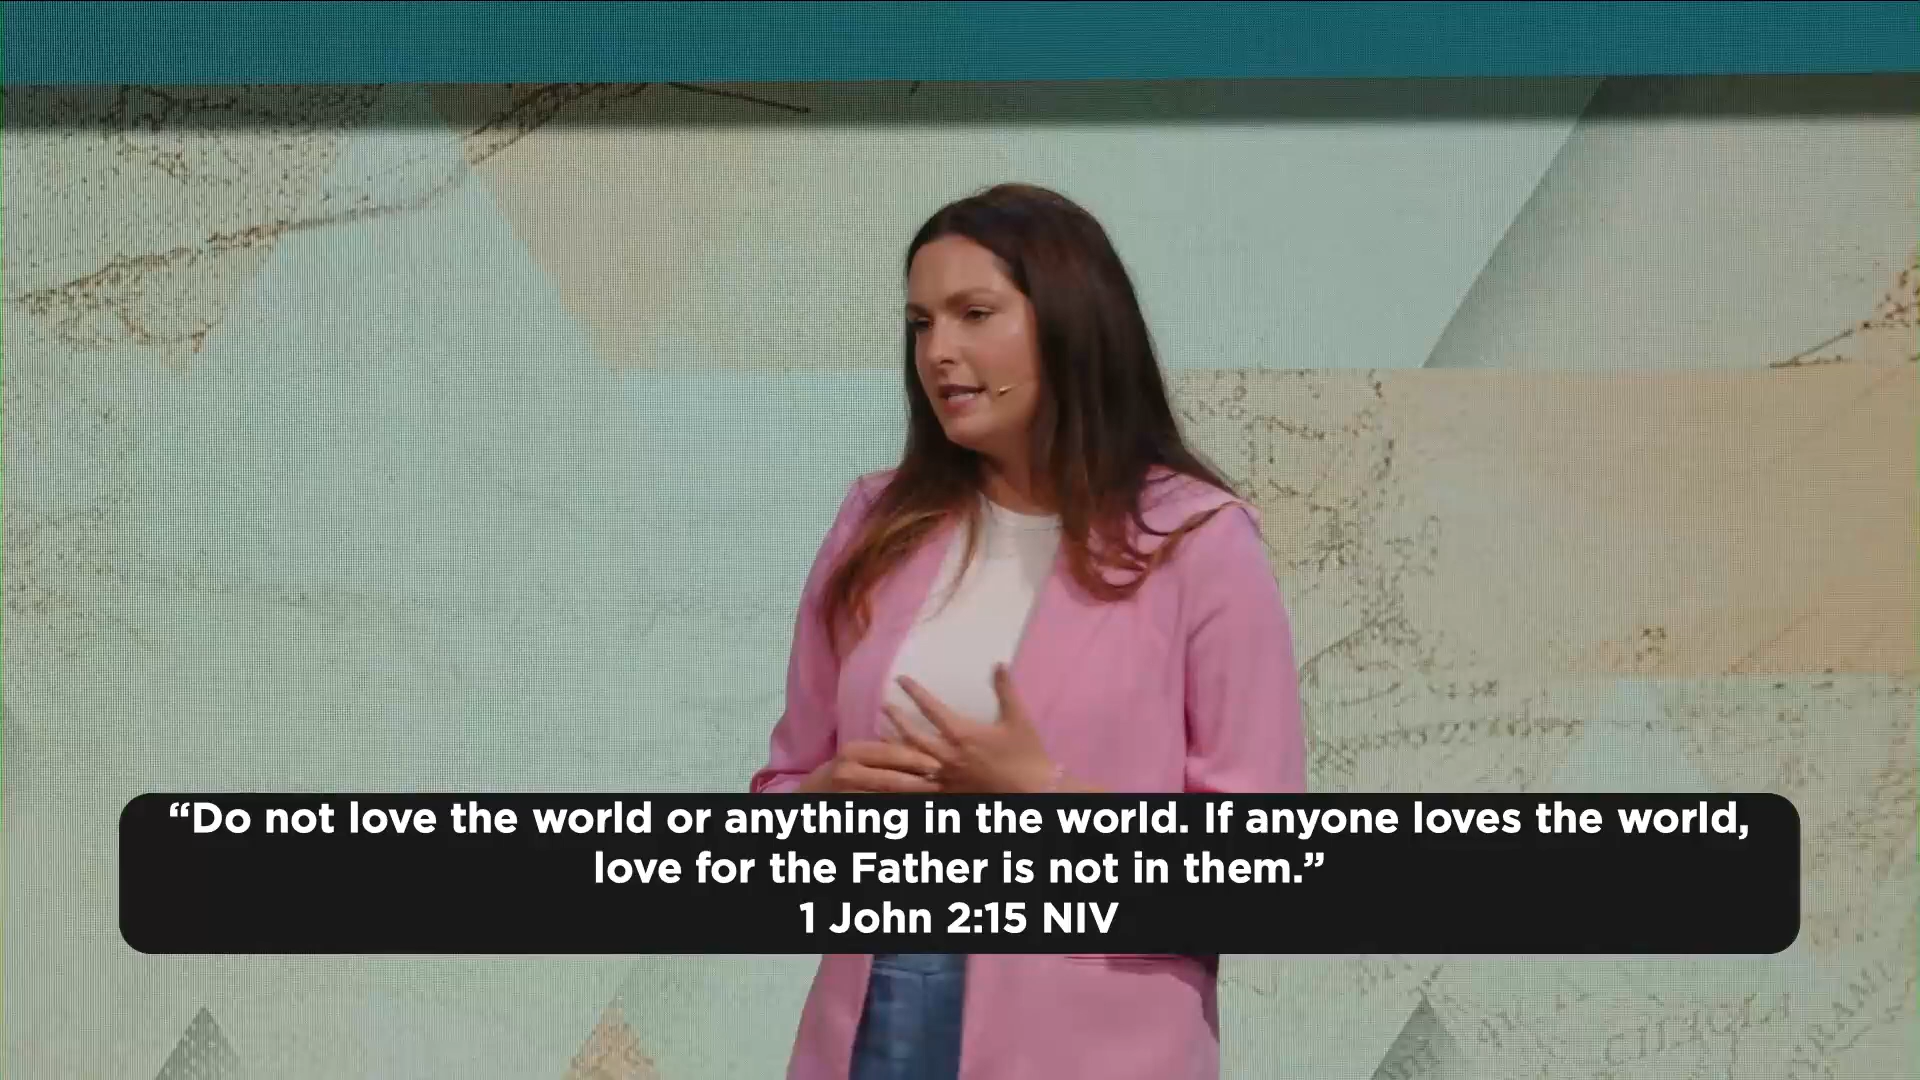 “Do not love the world or anything in the world. If anyone loves the world,
love for the Father is not in them.”
1 John 2:15 NIV